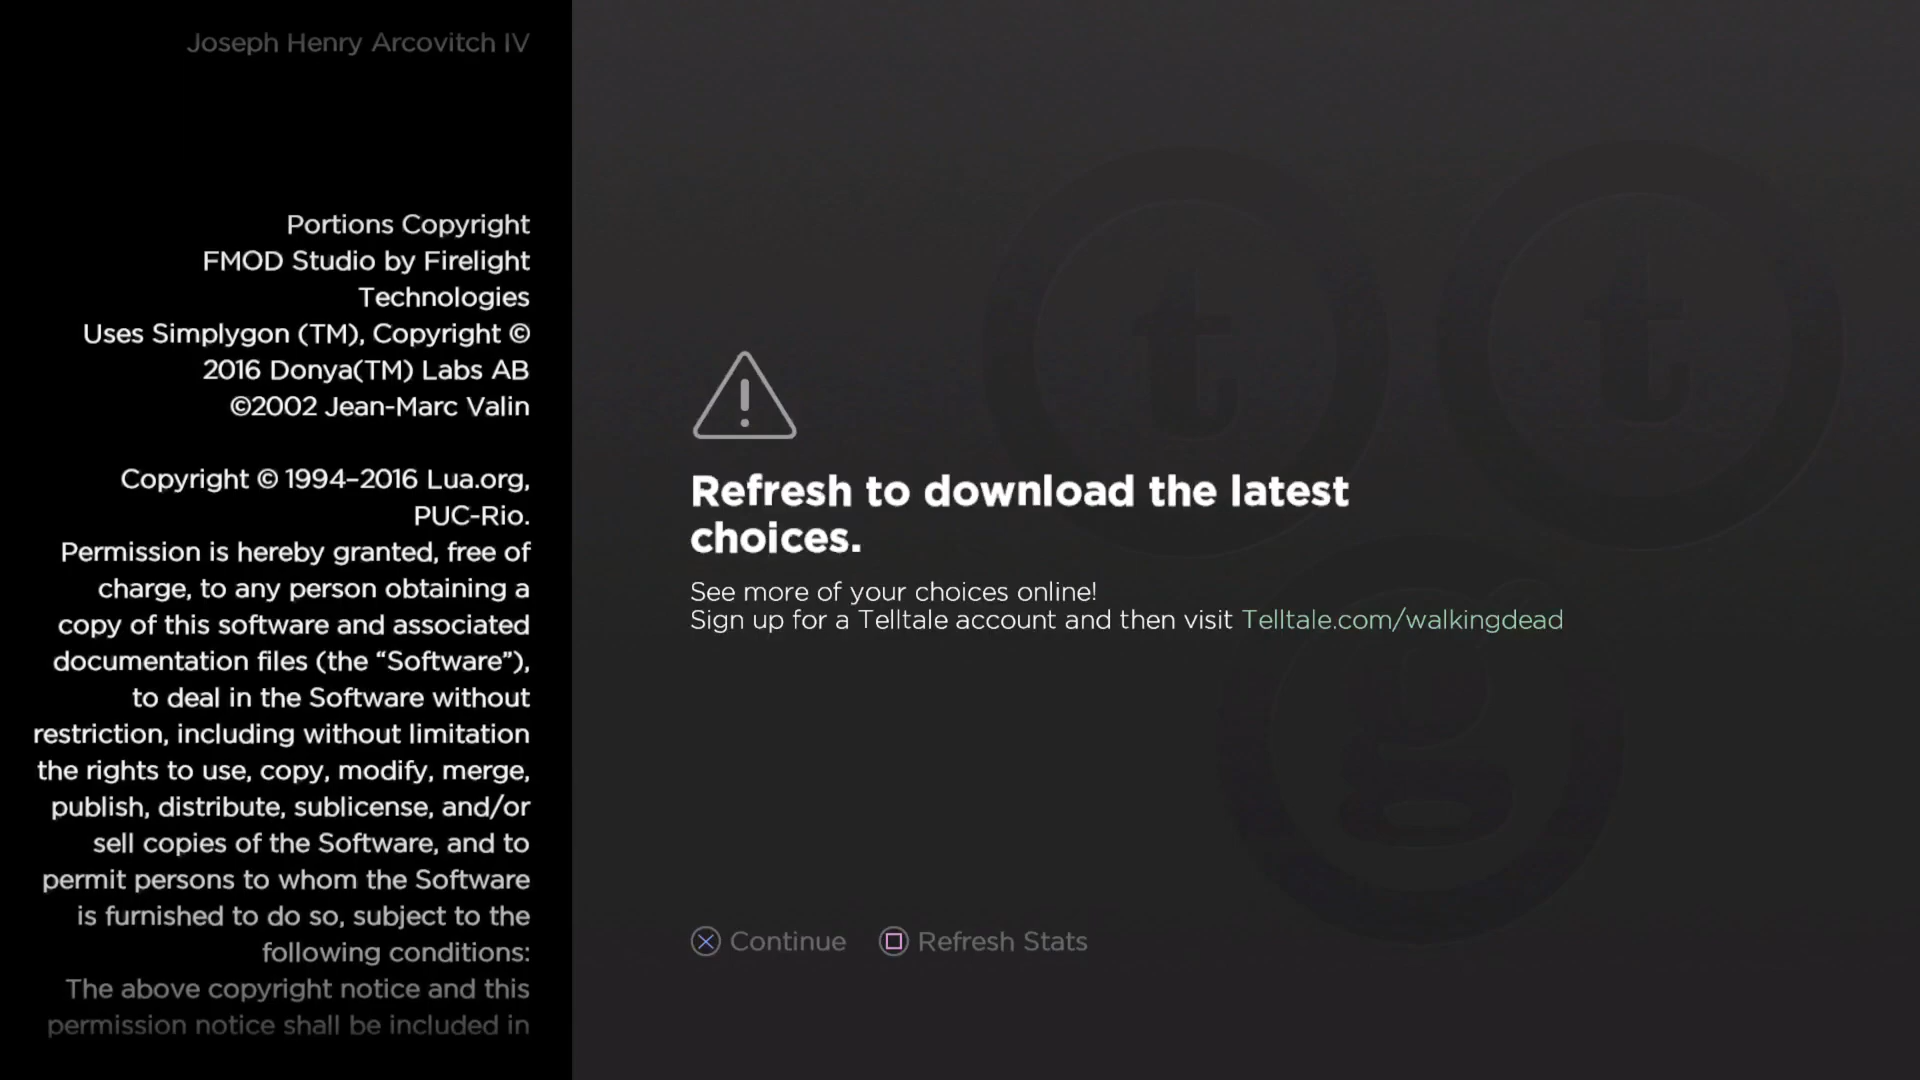 Joseph Henry Arcovitch IV
Portions Copyright
FMOD Studio by Firelight
Technologies
Uses Simplygon (TM), Copyright ©
2016 Donya(TM) Labs AB
©2002 Jean-Marc Valin
Copyright © 1994–2016 Lua.org,
PUC-Rio.
Permission is hereby granted, free of
charge, to any person obtaining a
copy of this software and associated
documentation files (the “Software”),
to deal in the Software without
restriction, including without limitation
the rights to use, copy, modify, merge,
publish, distribute, sublicense, and/or
sell copies of the Software, and to
permit persons to whom the Software
is furnished to do so, subject to the
following conditions:
The above copyright notice and this
permission notice shall be included in
t t
g
Refresh to download the latest
choices.
See more of your choices online!
Sign up for a Telltale account and then visit Telltale.com/walkingdead
Continue Refresh Stats